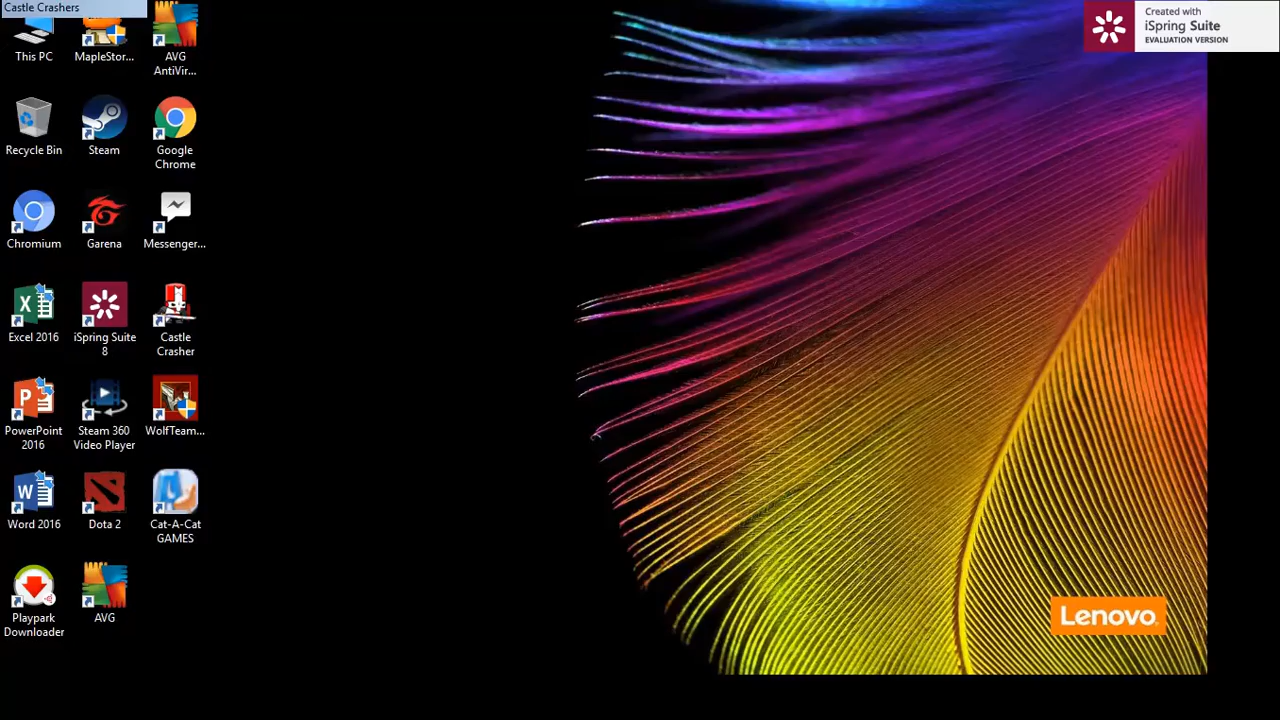 Castle Crashers
Created with
iSpring Suite
EVALUATION VERSION
This PC
MapleStor...
AVG
AntiVir...
Recycle Bin
Steam
Google
Chrome
Chromium
Garena
Messenger...
Excel 2016
iSpring Suite
8
Castle
Crasher
PowerPoint
2016
Steam 360
Video Player
WolfTeam...
Word 2016
Dota 2
Cat-A-Cat
GAMES
Playpark
Downloader
AVG
Lenovo